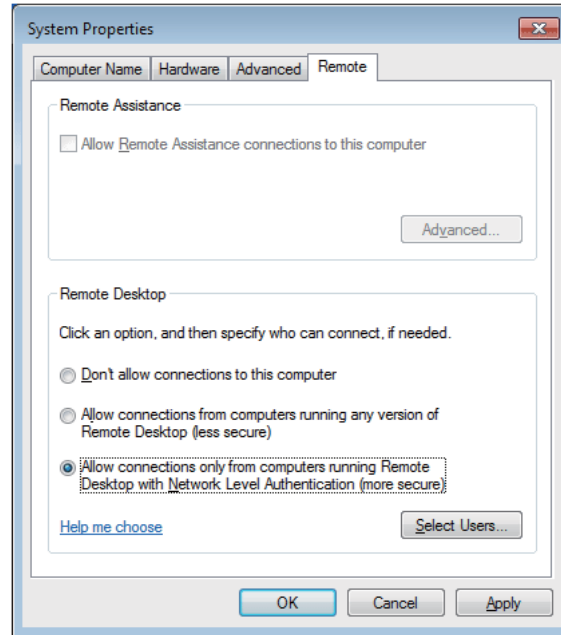 System Properties
Computer Name
Hardware
Advanced
Remote
Remote Assistance
Allow Remote Assistance connections to this computer
Advanced...
Remote Desktop
Click an option, and then specify who can connect, if needed.
Don't allow connections to this computer
Allow connections from computers running any version of
Remote Desktop (less secure)
Allow connections only from computers running Remote
Desktop with Network Level Authentication (more secure)
Help me choose
Select Users...
OK
Cancel
Apply